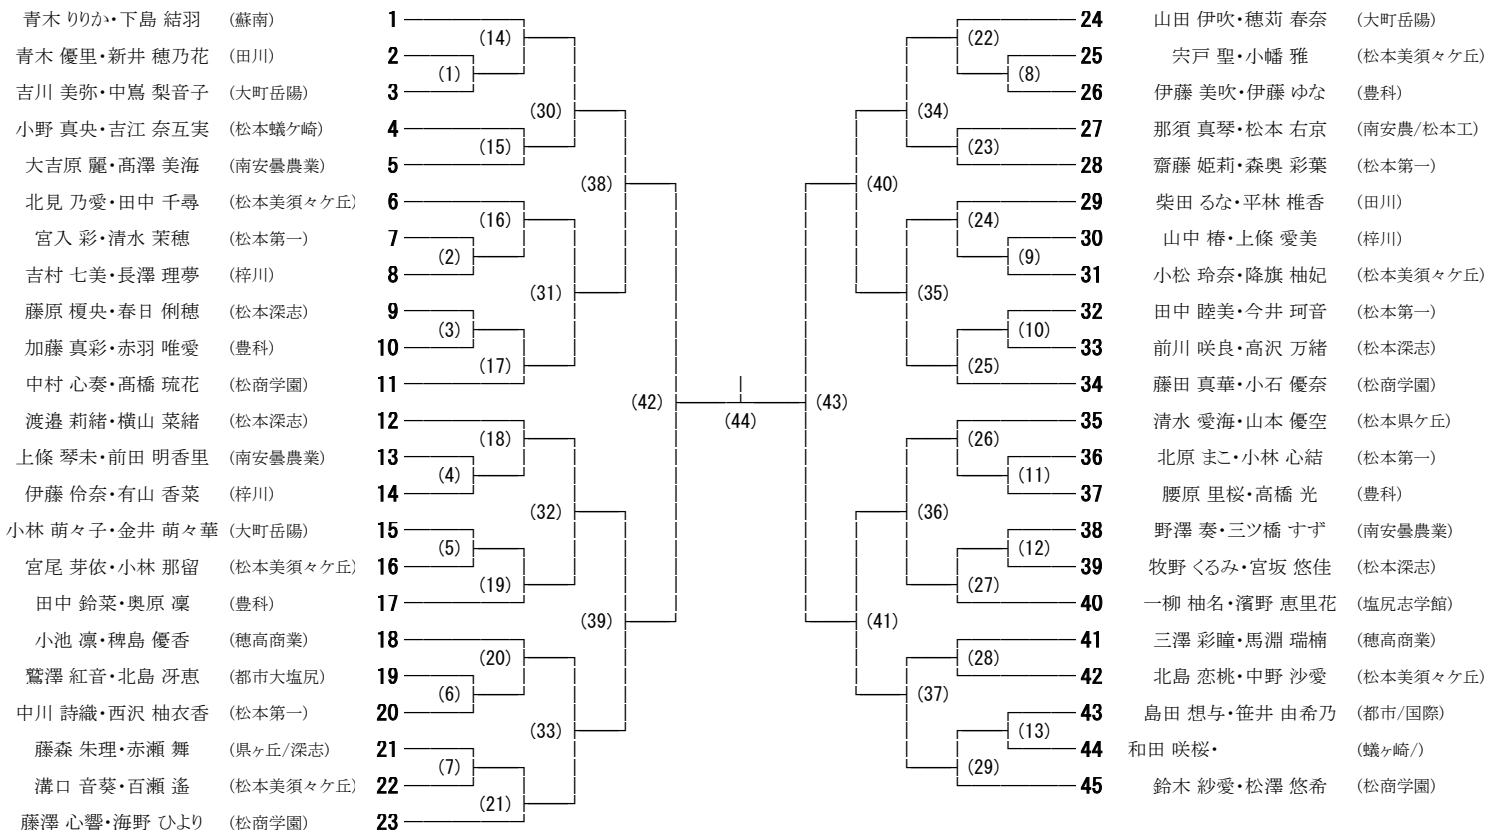 青木 りりか・下島 結羽 (蘇南) 1
青木 優里・新井 穂乃花 (田川) 2
吉川 美弥・中嶌 梨音子 (大町岳陽) 3
小野 真央・吉江 奈互実 (松本蟻ケ崎) 4
大吉原 麗・髙澤 美海 (南安曇農業) 5
北見 乃愛・田中 千尋 (松本美須々ケ丘) 6
宮入 彩・清水 茉穂 (松本第一) 7
吉村 七美・長澤 理夢 (梓川) 8
藤原 榎央・春日 俐穂 (松本深志) 9
加藤 真彩・赤羽 唯愛 (豊科) 10
中村 心奏・髙橋 琉花 (松商学園) 11
渡邉 莉緒・横山 菜緒 (松本深志) 12
上條 琴未・前田 明香里 (南安曇農業) 13
伊藤 伶奈・有山 香菜 (梓川) 14
小林 萌々子・金井 萌々華 (大町岳陽) 15
宮尾 芽依・小林 那留 (松本美須々ケ丘) 16
田中 鈴菜・奥原 凜 (豊科) 17
小池 凛・稗島 優香 (穂高商業) 18
鷲澤 紅音・北島 冴恵 (都市大塩尻) 19
中川 詩織・西沢 柚衣香 (松本第一) 20
藤森 朱理・赤瀬 舞 (県ヶ丘/深志) 21
溝口 音葵・百瀬 遙 (松本美須々ケ丘) 22
藤澤 心響・海野 ひより (松商学園) 23
(14)
(1)
(30)
(15)
(38)
(16)
(2)
(31)
(3)
(17)
(42)
(18)
(4)
(32)
(5)
(19)
(39)
(20)
(6)
(33)
(7)
(21)
(44)
(22)
(8)
(34)
(23)
(40)
(24)
(9)
(35)
(10)
(25)
(43)
(26)
(11)
(36)
(12)
(27)
(41)
(28)
(37)
(13)
(29)
24 山田 伊吹・穂苅 春奈 (大町岳陽)
25 宍戸 聖・小幡 雅 (松本美須々ケ丘)
26 伊藤 美吹・伊藤 ゆな (豊科)
27 那須 真琴・松本 右京 (南安農/松本工)
28 齋藤 姫莉・森奥 彩葉 (松本第一)
29 柴田 るな・平林 椎香 (田川)
30 山中 椿・上條 愛美 (梓川)
31 小松 玲奈・降旗 柚妃 (松本美須々ケ丘)
32 田中 睦美・今井 珂音 (松本第一)
33 前川 咲良・高沢 万緒 (松本深志)
34 藤田 真華・小石 優奈 (松商学園)
35 清水 愛海・山本 優空 (松本県ケ丘)
36 北原 まこ・小林 心結 (松本第一)
37 腰原 里桜・高橋 光 (豊科)
38 野澤 奏・三ツ橋 すず (南安曇農業)
39 牧野 くるみ・宮坂 悠佳 (松本深志)
40 一柳 柚名・濱野 恵里花 (塩尻志学館)
41 三澤 彩瞳・馬淵 瑞楠 (穂高商業)
42 北島 恋桃・中野 沙愛 (松本美須々ケ丘)
43 島田 想与・笹井 由希乃 (都市/国際)
44 和田 咲桜・ (蟻ヶ崎/)
45 鈴木 紗愛・松澤 悠希 (松商学園)